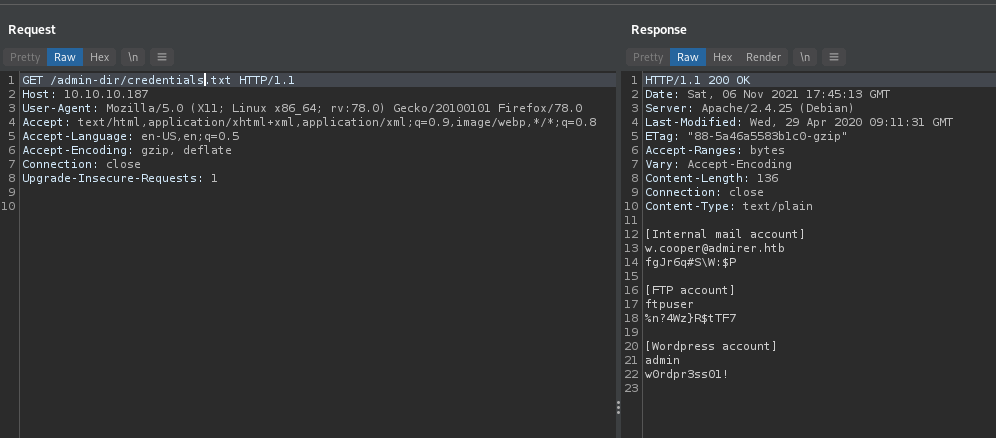 Request
Pretty Raw Hex \n
1 GET /admin-dir/credentials.txt HTTP/1.1
2 Host: 10.10.10.187
3 User-Agent: Mozilla/5.0 (X11; Linux x86_64; rv:78.0) Gecko/20100101 Firefox/78.0
4 Accept: text/html,application/xhtml+xml,application/xml;q=0.9,image/webp,*/*;q=0.8
5 Accept-Language: en-US,en;q=0.5
6 Accept-Encoding: gzip, deflate
7 Connection: close
8 Upgrade-Insecure-Requests: 1
9
10
Response
Pretty Raw Hex Render \n
1 HTTP/1.1 200 OK
2 Date: Sat, 06 Nov 2021 17:45:13 GMT
3 Server: Apache/2.4.25 (Debian)
4 Last-Modified: Wed, 29 Apr 2020 09:11:31 GMT
5 ETag: "88-5a46a5583b1c0-gzip"
6 Accept-Ranges: bytes
7 Vary: Accept-Encoding
8 Content-Length: 136
9 Connection: close
10 Content-Type: text/plain
11
12 [Internal mail account]
13 w.cooper@admirer.htb
14 fgJr6q#S\W:$P
15
16 [FTP account]
17 ftpuser
18 %n?4Wz}R$tTF7
19
20 [Wordpress account]
21 admin
22 w0rdpr3ss01!
23